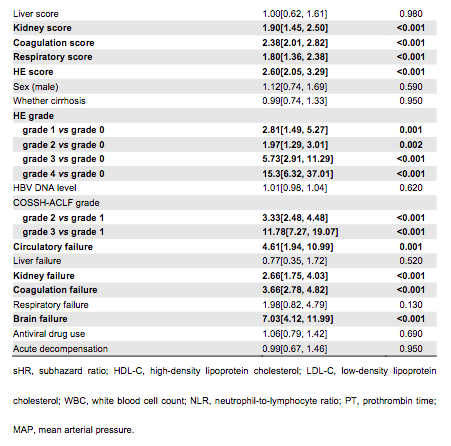 Liver score 1.00[0.62, 1.61] 0.980
Kidney score 1.90[1.45, 2.50] <0.001
Coagulation score 2.38[2.01, 2.82] <0.001
Respiratory score 1.80[1.36, 2.38] <0.001
HE score 2.60[2.05, 3.29] <0.001
Sex (male) 1.12[0.74, 1.69] 0.590
Whether cirrhosis 0.99[0.74, 1.33] 0.950
HE grade
grade 1 vs grade 0 2.81[1.49, 5.27] 0.001
grade 2 vs grade 0 1.97[1.29, 3.01] 0.002
grade 3 vs grade 0 5.73[2.91, 11.29] <0.001
grade 4 vs grade 0 15.3[6.32, 37.01] <0.001
HBV DNA level 1.01[0.98, 1.04] 0.620
COSSH-ACLF grade
grade 2 vs grade 1 3.33[2.48, 4.48] <0.001
grade 3 vs grade 1 11.78[7.27, 19.07] <0.001
Circulatory failure 4.61[1.94, 10.99] 0.001
Liver failure 0.77[0.35, 1.72] 0.520
Kidney failure 2.66[1.75, 4.03] <0.001
Coagulation failure 3.66[2.78, 4.82] <0.001
Respiratory failure 1.98[0.82, 4.79] 0.130
Brain failure 7.03[4.12, 11.99] <0.001
Antiviral drug use 1.06[0.79, 1.42] 0.690
Acute decompensation 0.99[0.67, 1.46] 0.950
sHR, subhazard ratio; HDL-C, high-density lipoprotein cholesterol; LDL-C, low-density lipoprotein
cholesterol; WBC, white blood cell count; NLR, neutrophil-to-lymphocyte ratio; PT, prothrombin time;
MAP, mean arterial pressure.